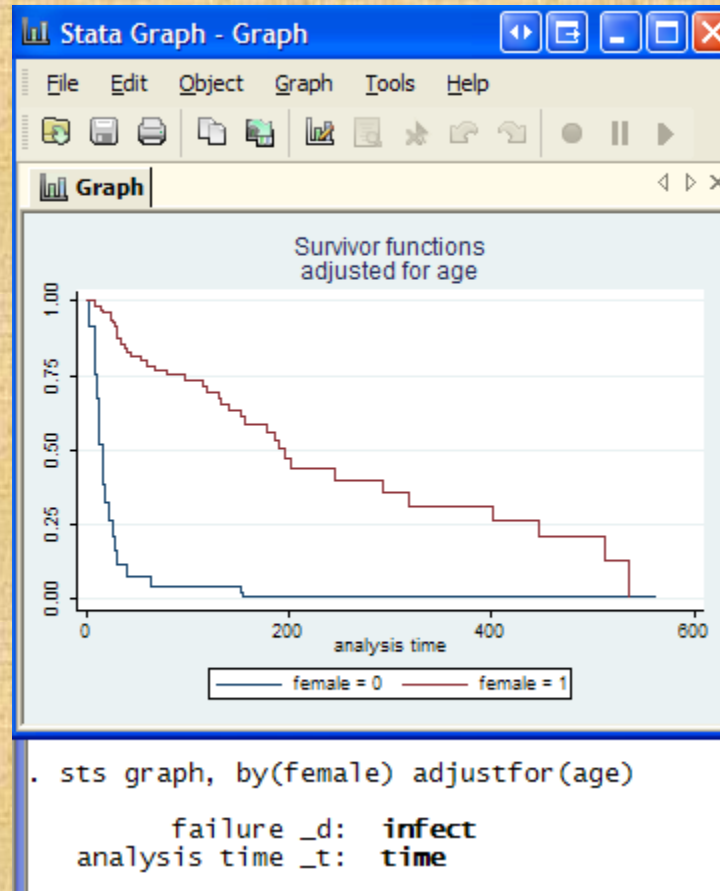 Stata Graph - Graph
File Edit Object Graph Tools Help
Graph
Survivor functions
adjusted for age
1.00
0.75
0.50
0.25
0.00
0 200 400 600
analysis time
female = 0 female = 1
. sts graph, by(female) adjustfor(age)
failure _d: infect
analysis time _t: time